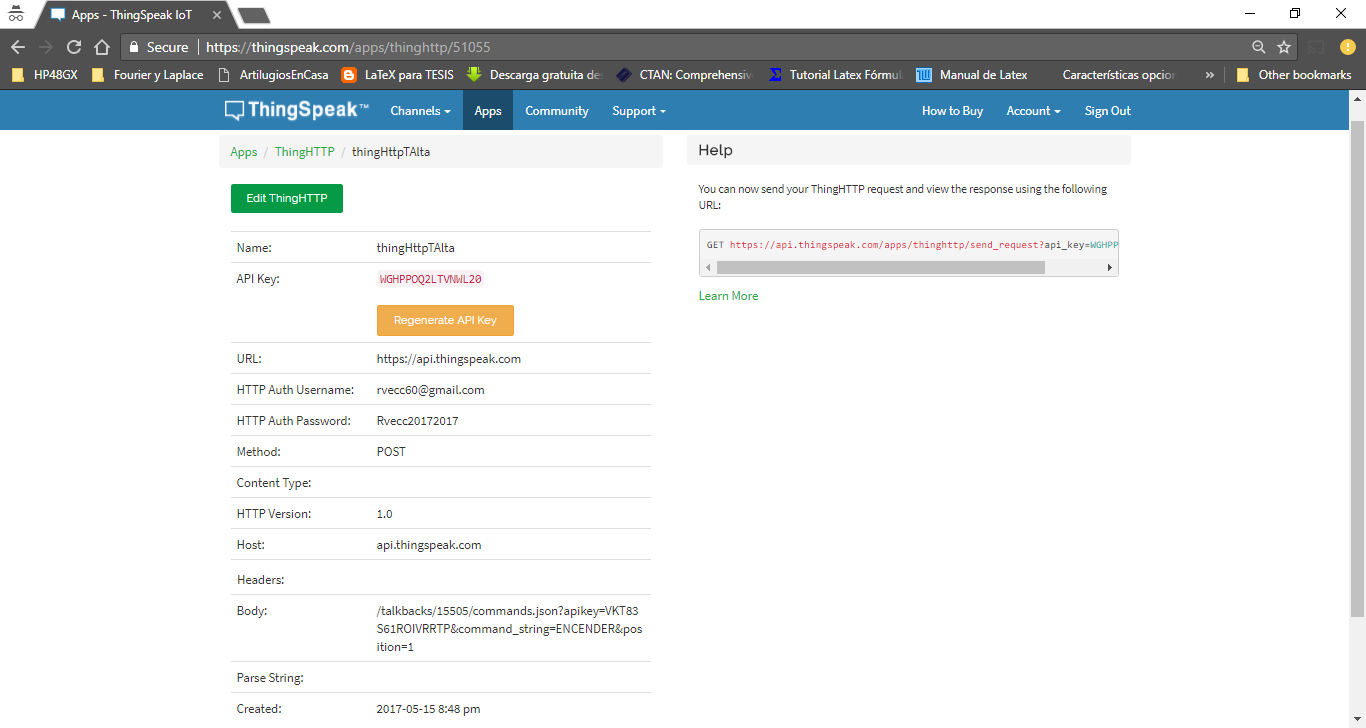 Apps - ThingSpeak IoT
Secure | https://thingspeak.com/apps/thinghttp/51055
HP48GX Fourier y Laplace ArtilugiosEnCasa LaTeX para TESIS Descarga gratuita de CTAN: Comprehensiv Tutorial Latex Fórmul Manual de Latex Características opcion » Other bookmarks
ThingSpeak™ Channels Apps Community Support How to Buy Account Sign Out
Apps / ThingHTTP / thingHttpTAlta
Edit ThingHTTP
Name: thingHttpTAlta
API Key: WGHPPOQ2LTVNWL20
Regenerate API Key
URL: https://api.thingspeak.com
HTTP Auth Username: rvecc60@gmail.com
HTTP Auth Password: Rvecc20172017
Method: POST
Content Type:
HTTP Version: 1.0
Host: api.thingspeak.com
Headers:
Body: /talkbacks/15505/commands.json?apikey=VKT83
S61ROIVRRTP&command_string=ENCENDER&pos
ition=1
Parse String:
Created: 2017-05-15 8:48 pm
Help
You can now send your ThingHTTP request and view the response using the following
URL:
GET https://api.thingspeak.com/apps/thinghttp/send_request?api_key=WGHPP
Learn More